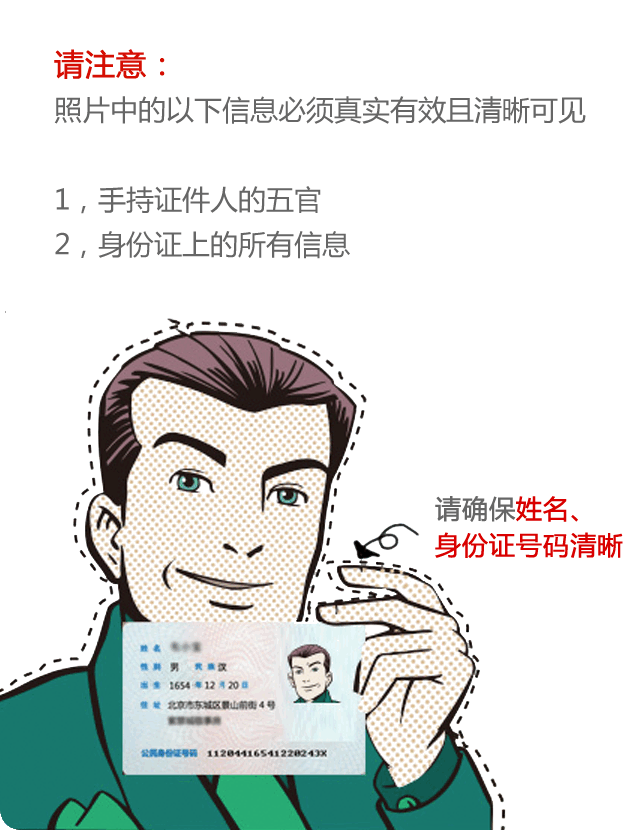 请注意：
照片中的以下信息必须真实有效且清晰可见
1，手持证件人的五官
2，身份证上的所有信息
请确保姓名、
身份证号码清晰
姓名
性别 男 民族 汉
出生 1654 年 12 月 20 日
住址 北京市东城区景山前街 4 号
公民身份证号码 11204416541220243X